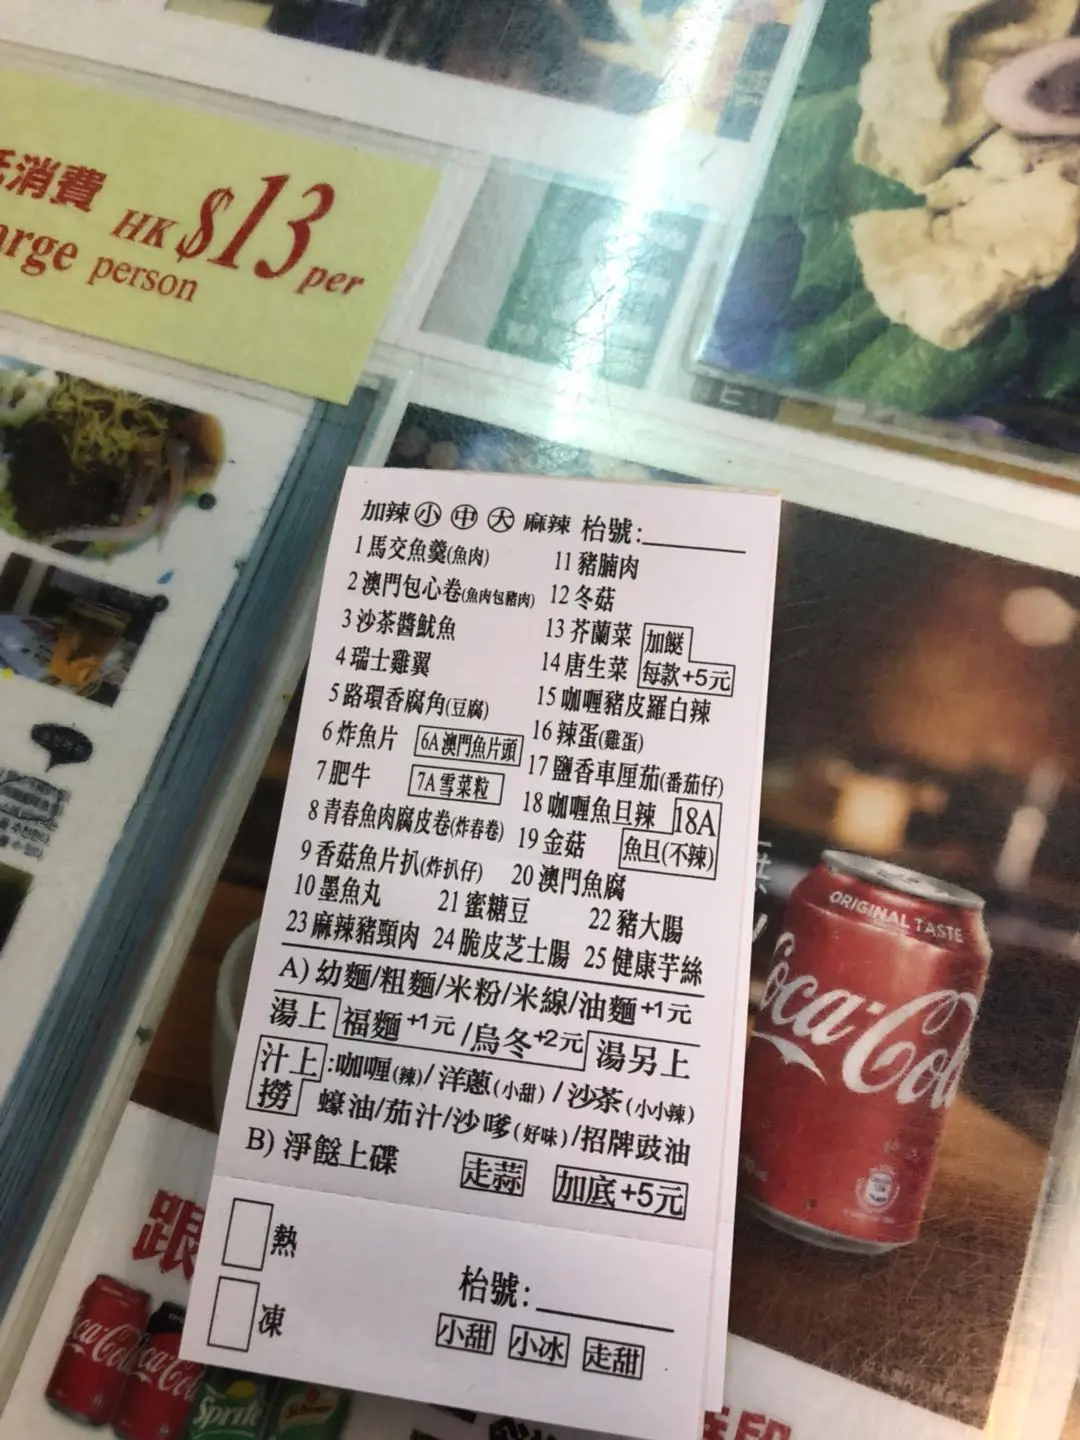 消費 HK$13 per
person
加辣 小 中 大 麻辣 枱號:
1 馬交魚羹(魚肉)
2 澳門包心卷(魚肉包豬肉)
3 沙茶醬魷魚
4 瑞士雞翼
5 路環香腐角(豆腐)
6 炸魚片 6A 澳門魚片頭
7 肥牛 7A 雪菜粒
8 青春魚肉腐皮卷(炸春卷)
9 香菇魚片扒(炸扒仔)
10 墨魚丸
11 豬腩肉
12 冬菇
13 芥蘭菜 加餸
14 唐生菜 每款+5元
15 咖喱豬皮羅白辣
16 辣蛋(雞蛋)
17 鹽香車厘茄(番茄仔)
18 咖喱魚旦辣 18A
魚旦(不辣)
19 金菇
20 澳門魚腐
21 蜜糖豆
22 豬大腸
23 麻辣豬頸肉 24 脆皮芝士腸 25 健康芋絲
A) 幼麵/粗麵/米粉/米線/油麵+1元
湯上 福麵+1元/烏冬+2元 湯另上
汁上:咖喱(辣)/洋蔥(小甜)/沙茶(小小辣)
撈 蠔油/茄汁/沙嗲(好味)/招牌豉油
B) 淨餸上碟 走蒜 加底+5元
熱
凍
枱號:
小甜 小冰 走甜
ORIGINAL TASTE
Coca-Cola
跟
Sprite